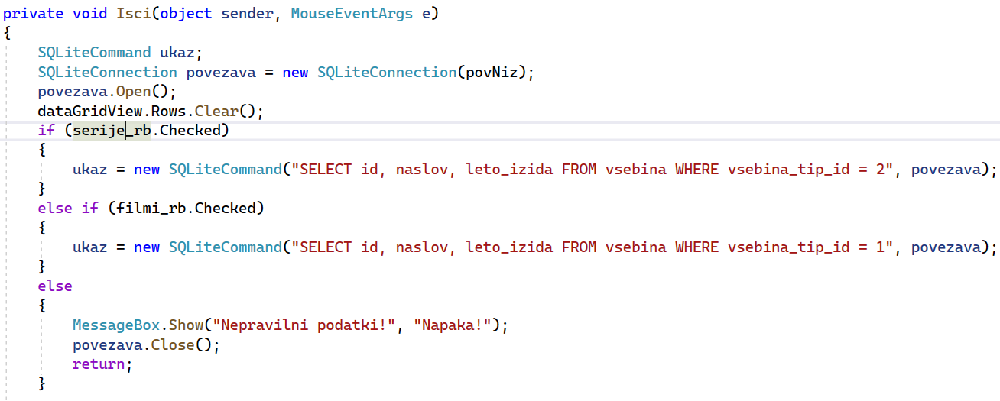 private void Isci(object sender, MouseEventArgs e)
{
    SQLiteCommand ukaz;
    SQLiteConnection povezava = new SQLiteConnection(povNiz);
    povezava.Open();
    dataGridView.Rows.Clear();
    if (serije_rb.Checked)
    {
        ukaz = new SQLiteCommand("SELECT id, naslov, leto_izida FROM vsebina WHERE vsebina_tip_id = 2", povezava);
    }
    else if (filmi_rb.Checked)
    {
        ukaz = new SQLiteCommand("SELECT id, naslov, leto_izida FROM vsebina WHERE vsebina_tip_id = 1", povezava);
    }
    else
    {
        MessageBox.Show("Nepravilni podatki!", "Napaka!");
        povezava.Close();
        return;
    }